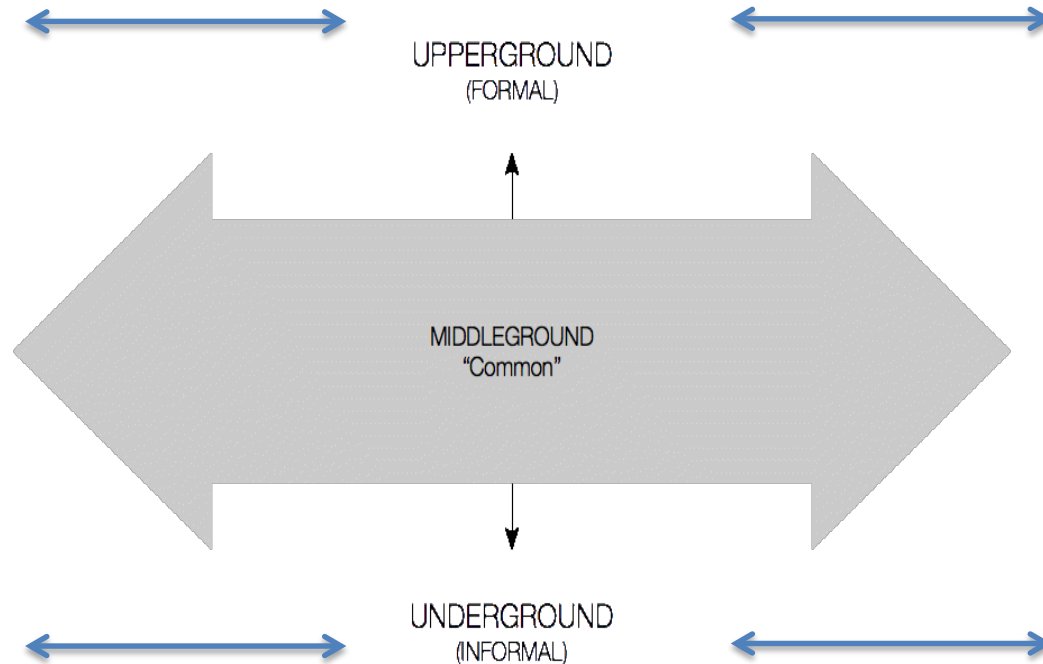 UPPERGROUND
(FORMAL)
MIDDLEGROUND
“Common”
UNDERGROUND
(INFORMAL)